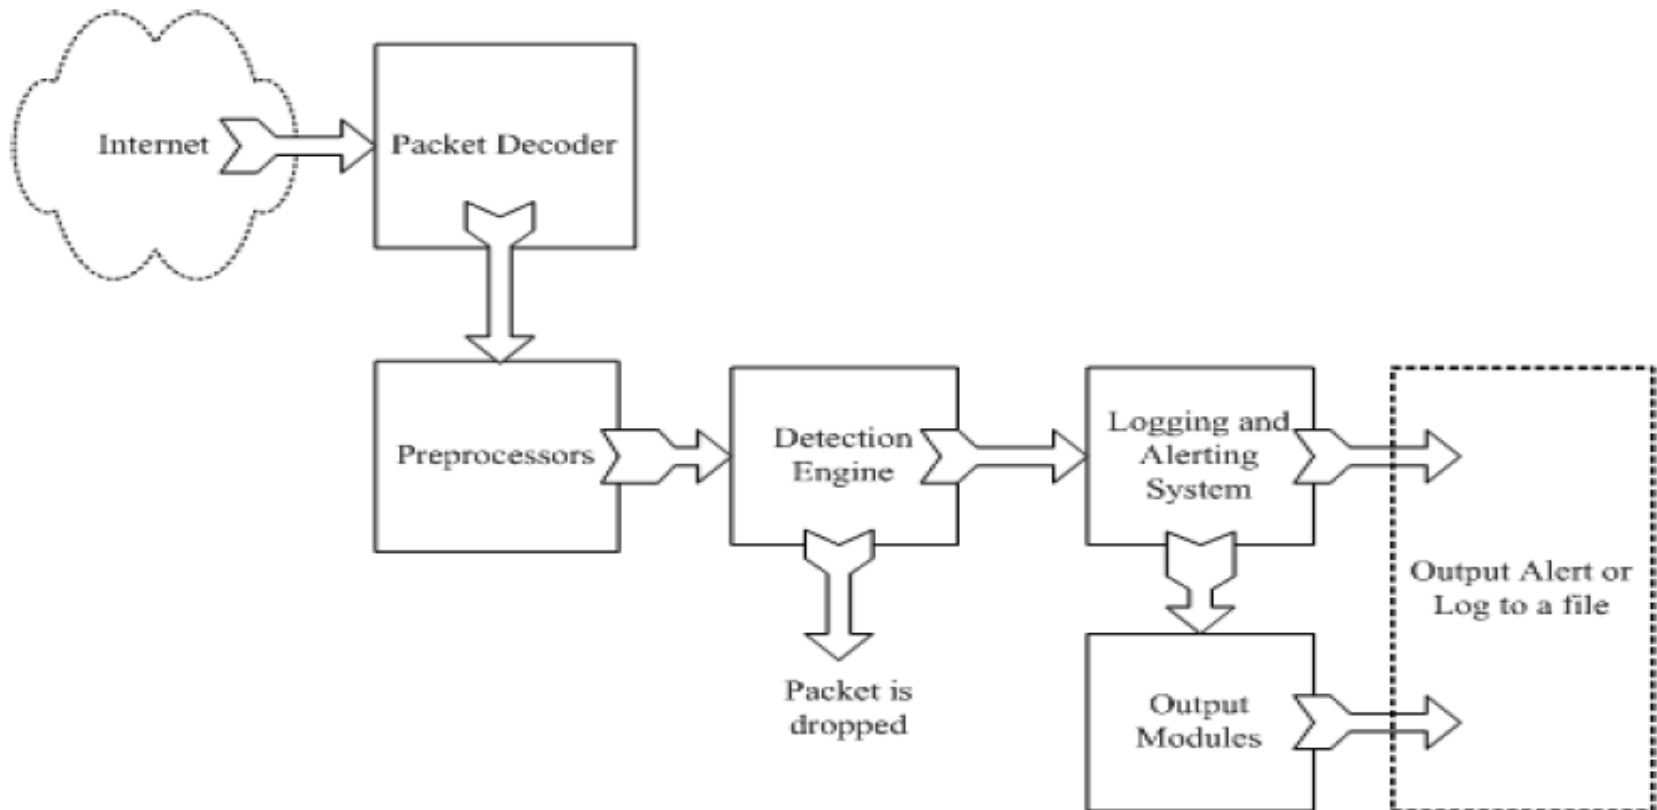 Internet
Packet Decoder
Preprocessors
Detection
Engine
Logging and
Alerting
System
Output Alert or
Log to a file
Packet is
dropped
Output
Modules